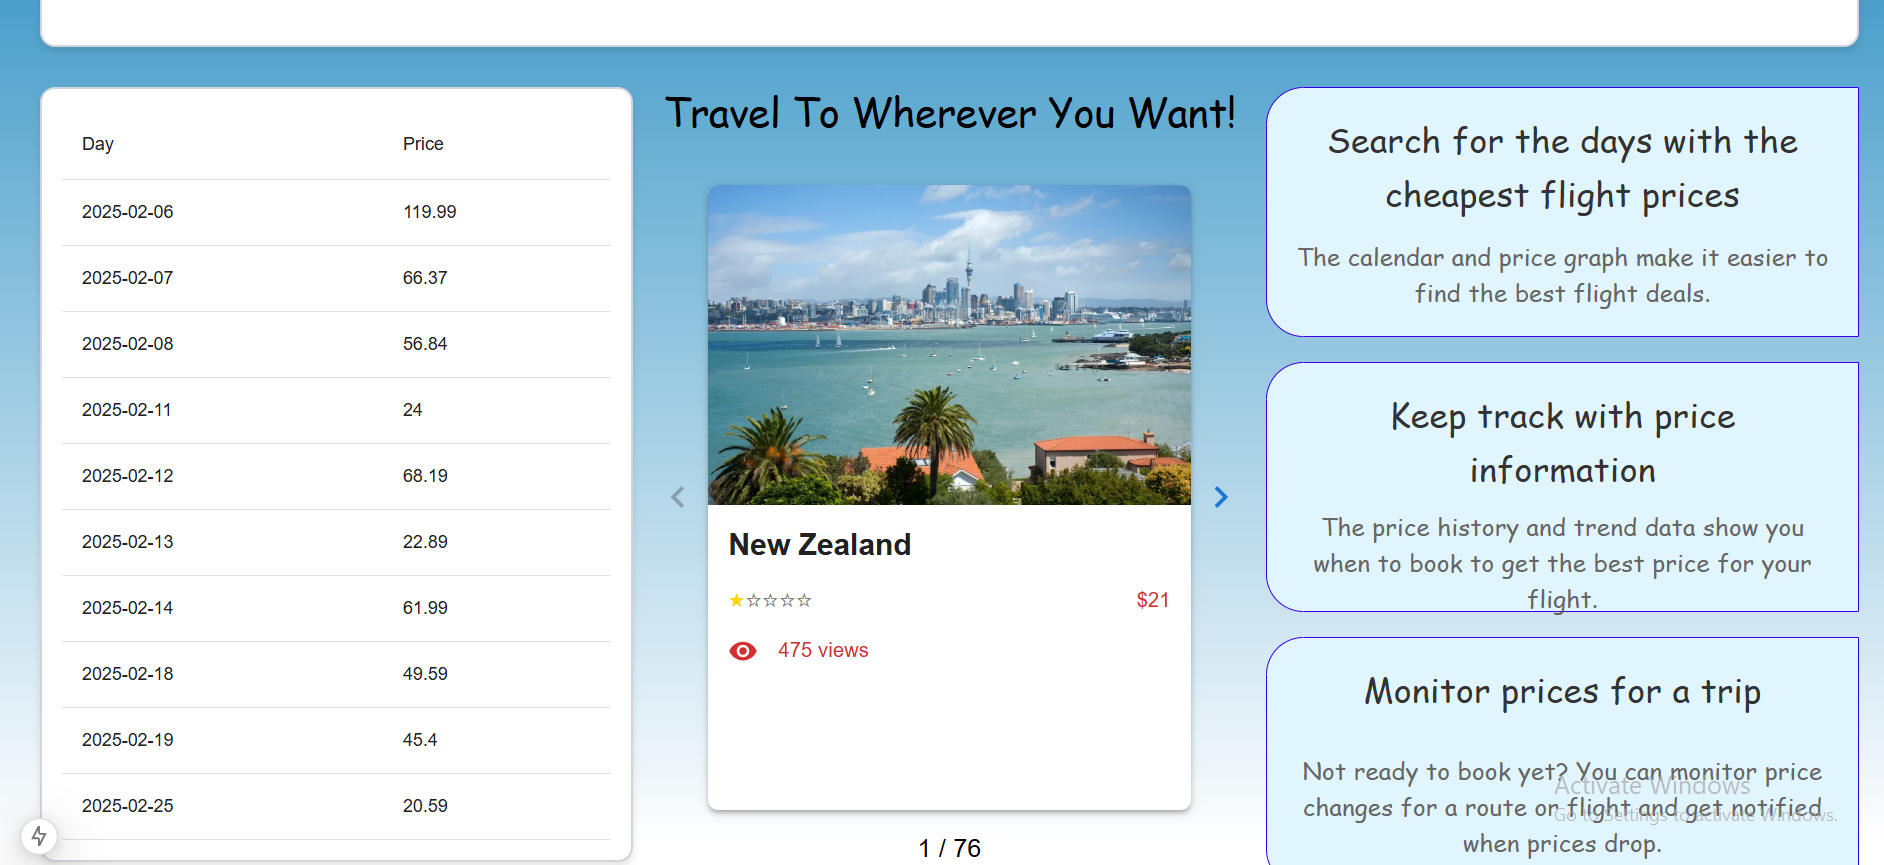 Day Price
2025-02-06 119.99
2025-02-07 66.37
2025-02-08 56.84
2025-02-11 24
2025-02-12 68.19
2025-02-13 22.89
2025-02-14 61.99
2025-02-18 49.59
2025-02-19 45.4
2025-02-25 20.59
Travel To Wherever You Want!
New Zealand
$21
475 views
1 / 76
Search for the days with the
cheapest flight prices
The calendar and price graph make it easier to
find the best flight deals.
Keep track with price
information
The price history and trend data show you
when to book to get the best price for your
flight.
Monitor prices for a trip
Not ready to book yet? You can monitor price
changes for a route or flight and get notified
when prices drop.
Activate Windows
Go to Settings to activate Windows.